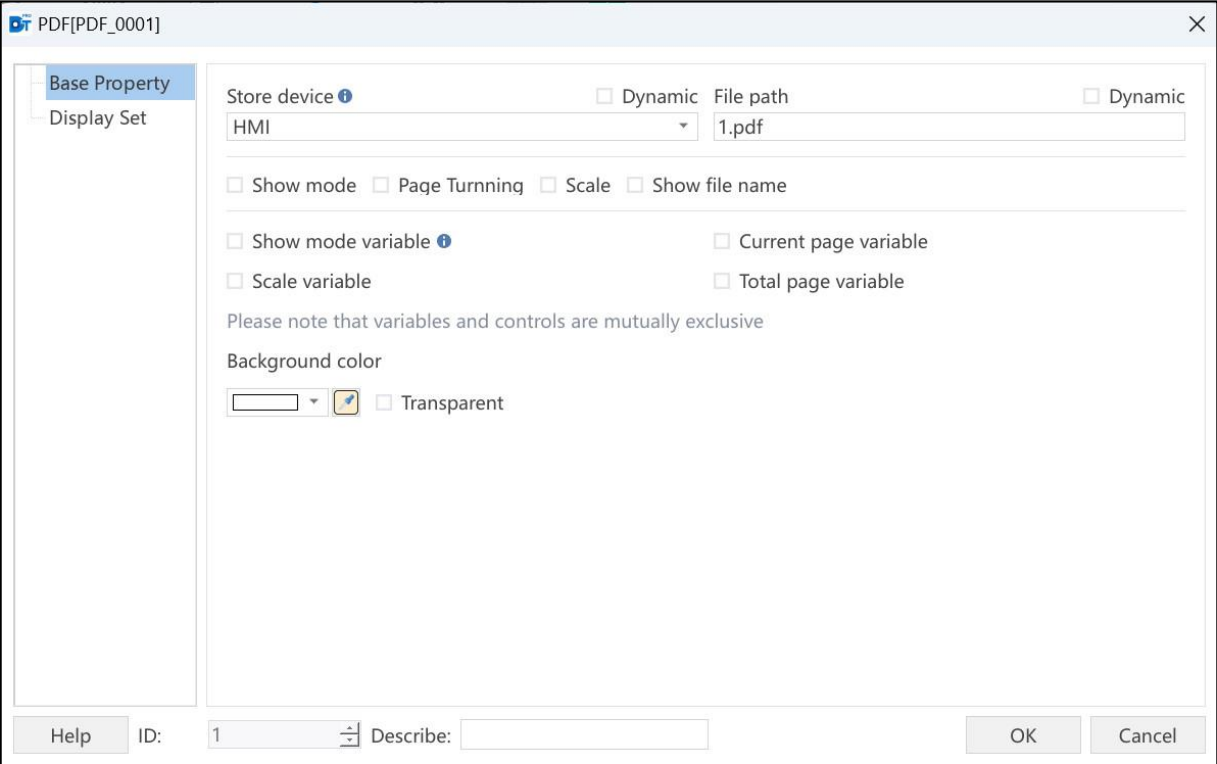 DT PRO PDF[PDF_0001]
Base Property
Display Set
Store device Dynamic File path Dynamic
HMI 1.pdf
Show mode Page Turnning Scale Show file name
Show mode variable Current page variable
Scale variable Total page variable
Please note that variables and controls are mutually exclusive
Background color
Transparent
Help ID: 1 Describe: OK Cancel